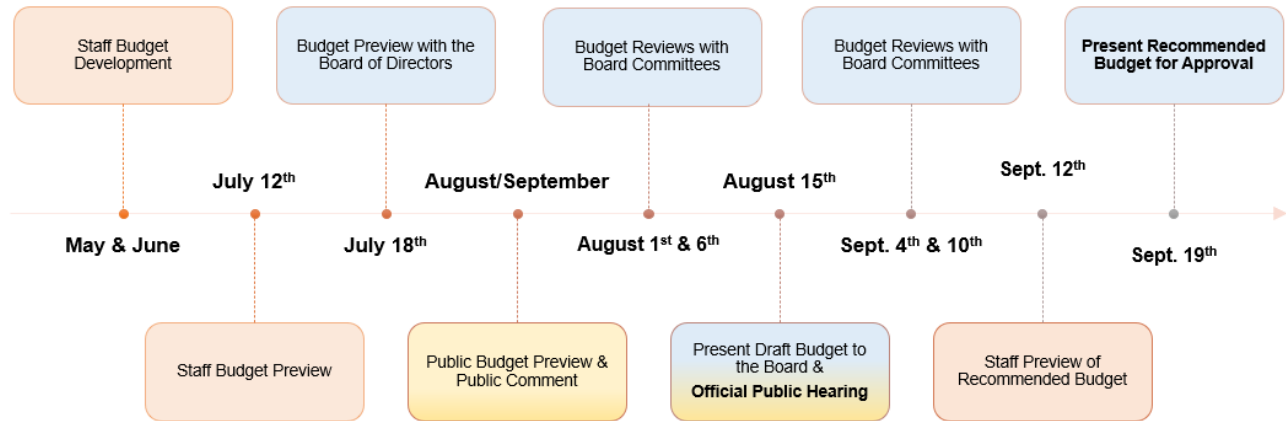 Staff Budget
Development
Budget Preview with the
Board of Directors
Budget Reviews with
Board Committees
Budget Reviews with
Board Committees
Present Recommended
Budget for Approval
July 12th
August/September
August 15th
Sept. 12th
May & June
July 18th
August 1st & 6th
Sept. 4th & 10th
Sept. 19th
Staff Budget Preview
Public Budget Preview &
Public Comment
Present Draft Budget to
the Board &
Official Public Hearing
Staff Preview of
Recommended Budget